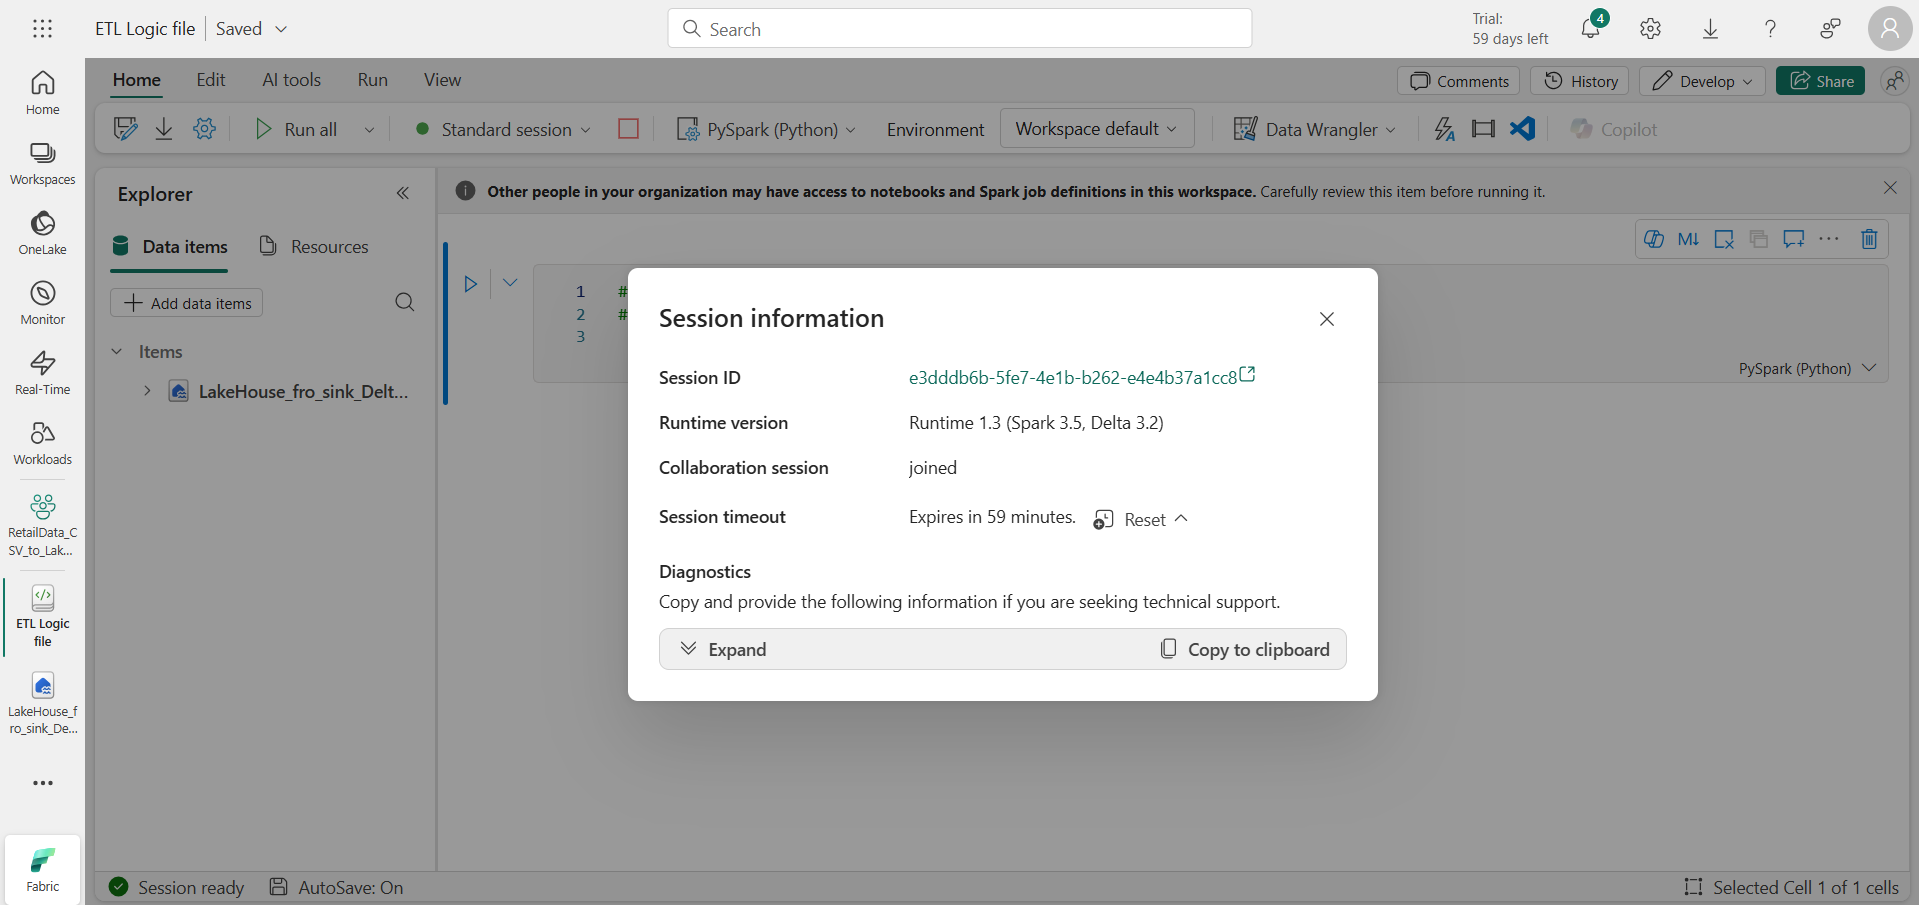 ETL Logic file
Saved
Search
Trial:
59 days left
4
Home
Edit
AI tools
Run
View
Comments
History
Develop
Share
Run all
Standard session
PySpark (Python)
Environment
Workspace default
Data Wrangler
Copilot
Home
Workspaces
OneLake
Monitor
Real-Time
Workloads
RetailData_C
SV_to_Lak...
ETL Logic
file
LakeHouse_f
ro_sink_De...
Fabric
Explorer
Data items
Resources
Add data items
Items
LakeHouse_fro_sink_Delt...
Other people in your organization may have access to notebooks and Spark job definitions in this workspace. Carefully review this item before running it.
M↓
1 #
2 #
3
PySpark (Python)
Session information
Session ID
e3dddb6b-5fe7-4e1b-b262-e4e4b37a1cc8
Runtime version
Runtime 1.3 (Spark 3.5, Delta 3.2)
Collaboration session
joined
Session timeout
Expires in 59 minutes.
Reset
Diagnostics
Copy and provide the following information if you are seeking technical support.
Expand
Copy to clipboard
Session ready
AutoSave: On
Selected Cell 1 of 1 cells